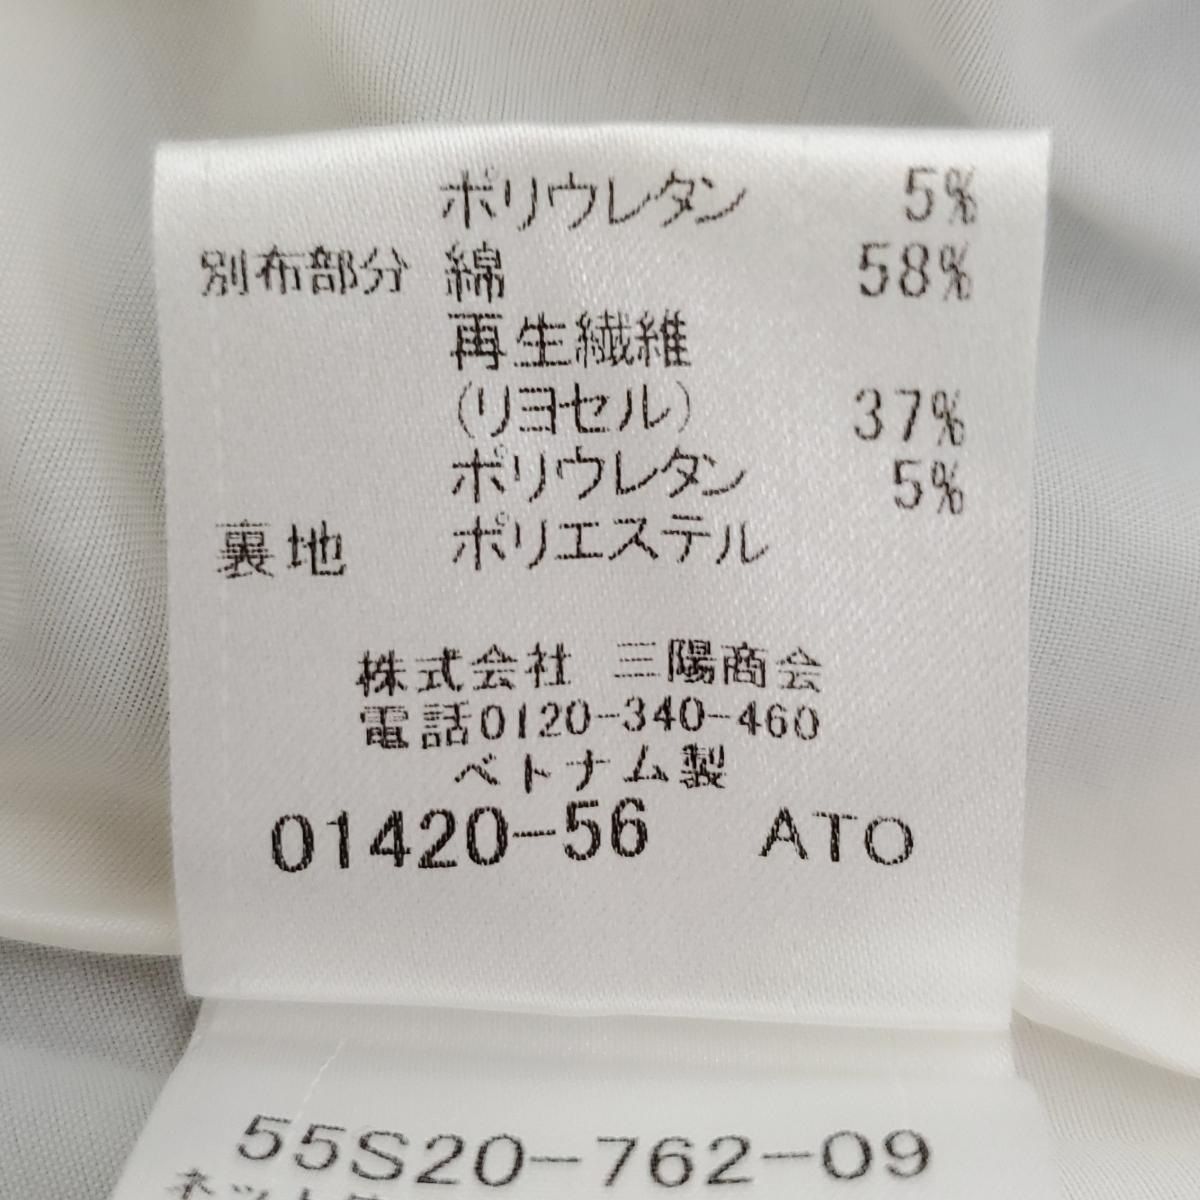 ポリウレタン 5%
別布部分 綿 58%
再生繊維
(リヨセル) 37%
ポリウレタン 5%
裏地 ポリエステル
株式会社 三陽商会
電話0120-340-460
ベトナム製
01420-56 ATO
55S20-762-09
ネット